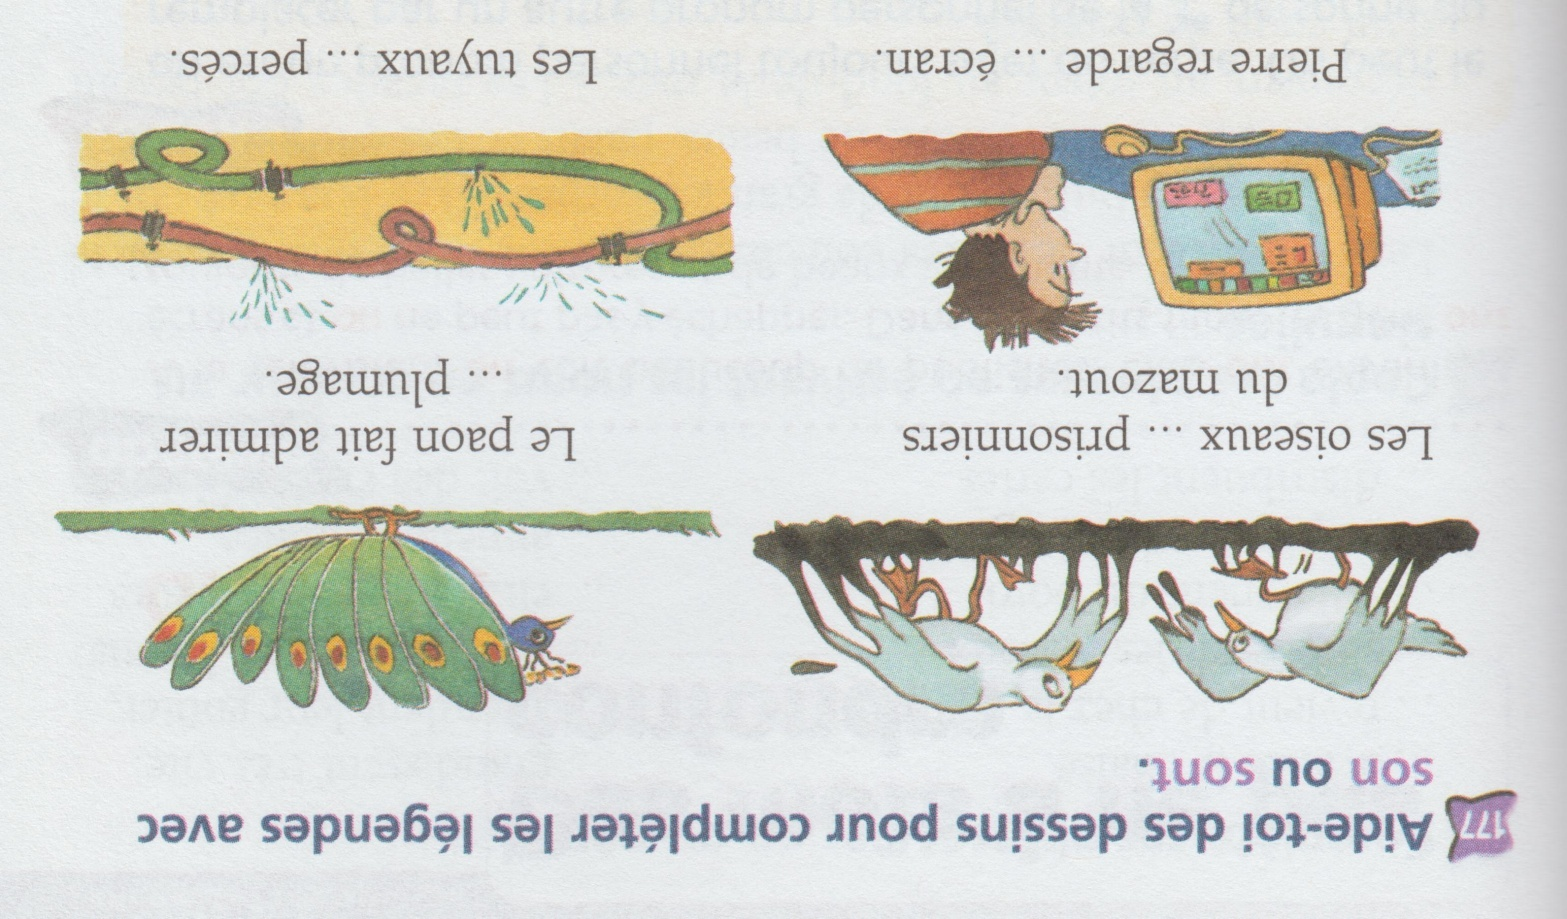 177 Aide-toi des dessins pour compléter les légendes avec
son ou sont.
Les oiseaux ... prisonniers
du mazout.
Le paon fait admirer
... plumage.
Pierre regarde ... écran.
Les tuyaux ... percés.